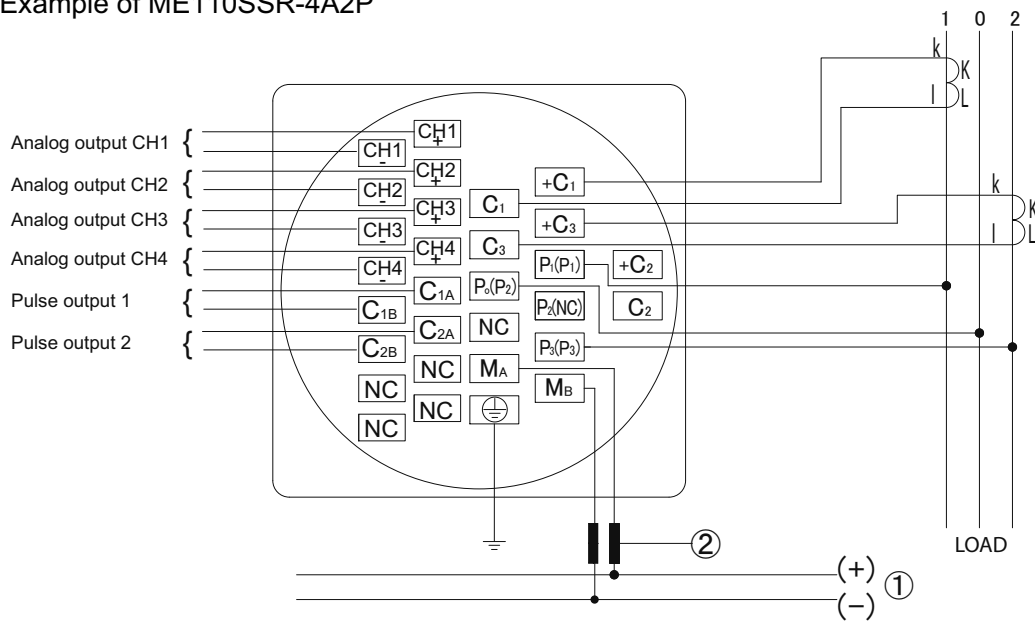 Example of ME110SSR-4A2P
1 0 2
k
K
l
L
k
K
l
L
Analog output CH1 {
Analog output CH2 {
Analog output CH3 {
Analog output CH4 {
Pulse output 1 {
Pulse output 2 {
CH1 +
CH1 -
CH2 +
CH2 -
CH3 +
CH3 -
CH4 +
CH4 -
C1A
C1B
C2A
C2B
NC
NC
NC
NC
C1
C3
P0(P2)
NC
MA
+C1
+C3
P1(P1)
+C2
P2(NC)
C2
P3(P3)
MB
LOAD
②
(+)
①
(−)